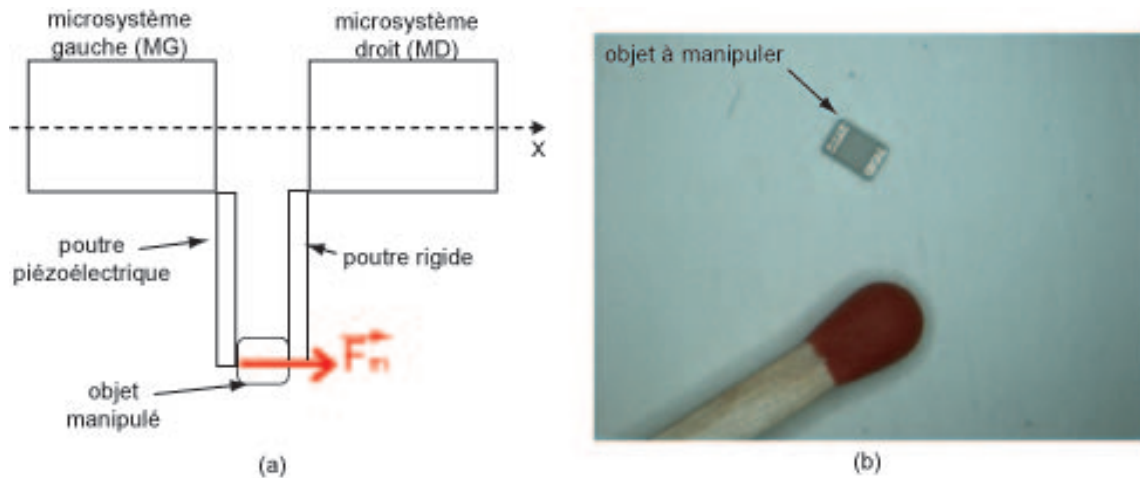 microsystème
gauche (MG)
microsystème
droit (MD)
X
poutre
piézoélectrique
poutre rigide
Fm
objet
manipulé
(a)
objet à manipuler
(b)